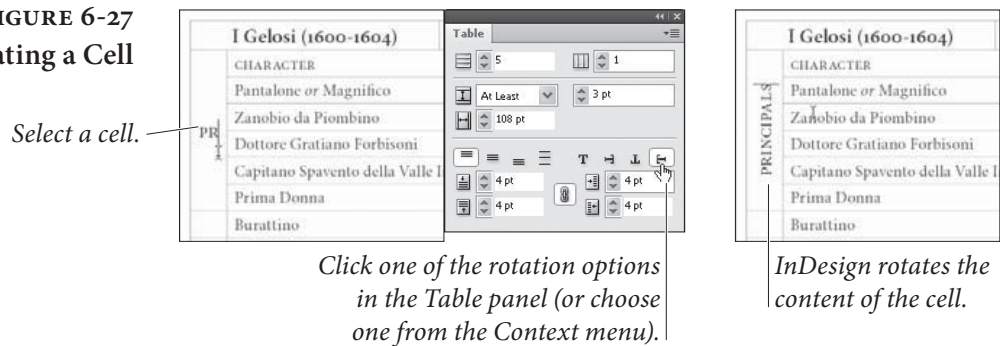 IGURE 6-27
ating a Cell
Select a cell.
I Gelosi (1600-1604)
CHARACTER
Pantalone or Magnifico
Zanobio da Piombino
PR
Dottore Gratiano Forbisoni
Capitano Spavento della Valle I
Prima Donna
Burattino
Table
5
1
At Least
3 pt
108 pt
4 pt
4 pt
4 pt
4 pt
Click one of the rotation options
in the Table panel (or choose
one from the Context menu).
I Gelosi (1600-1604)
CHARACTER
Pantalone or Magnifico
Zanobio da Piombino
PRINCIPALS
Dottore Gratiano Forbisoni
Capitano Spavento della Valle I
Prima Donna
Burattino
InDesign rotates the
content of the cell.